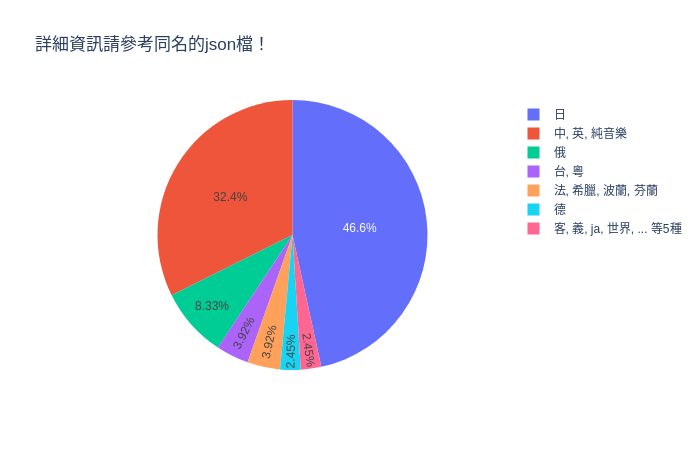 詳細資訊請參考同名的json檔！
日
中, 英, 純音樂
俄
台, 粵
法, 希臘, 波蘭, 芬蘭
德
客, 義, ja, 世界, ... 等5種
46.6%
32.4%
8.33%
3.92%
3.92%
2.45%
2.45%